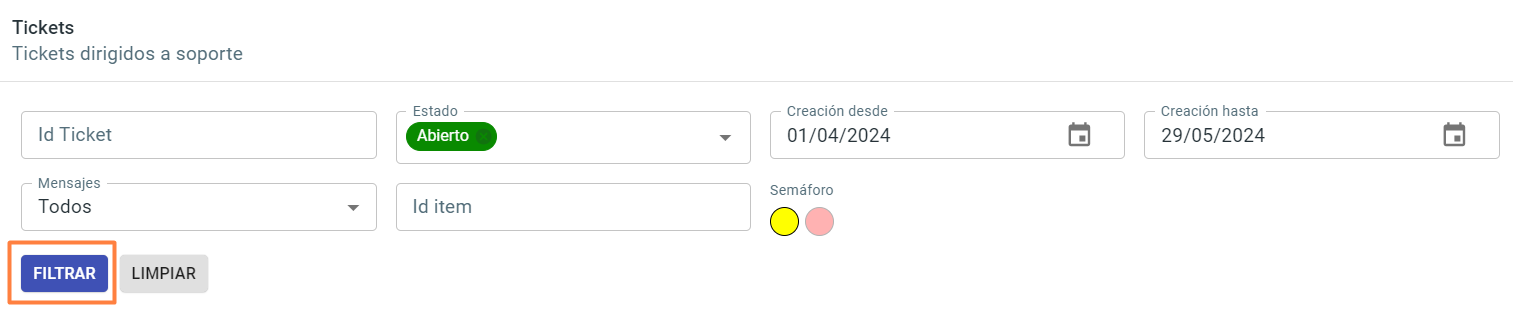 Tickets
Tickets dirigidos a soporte
Id Ticket
Estado
Abierto
Creación desde
01/04/2024
Creación hasta
29/05/2024
Mensajes
Todos
Id item
Semáforo
FILTRAR
LIMPIAR